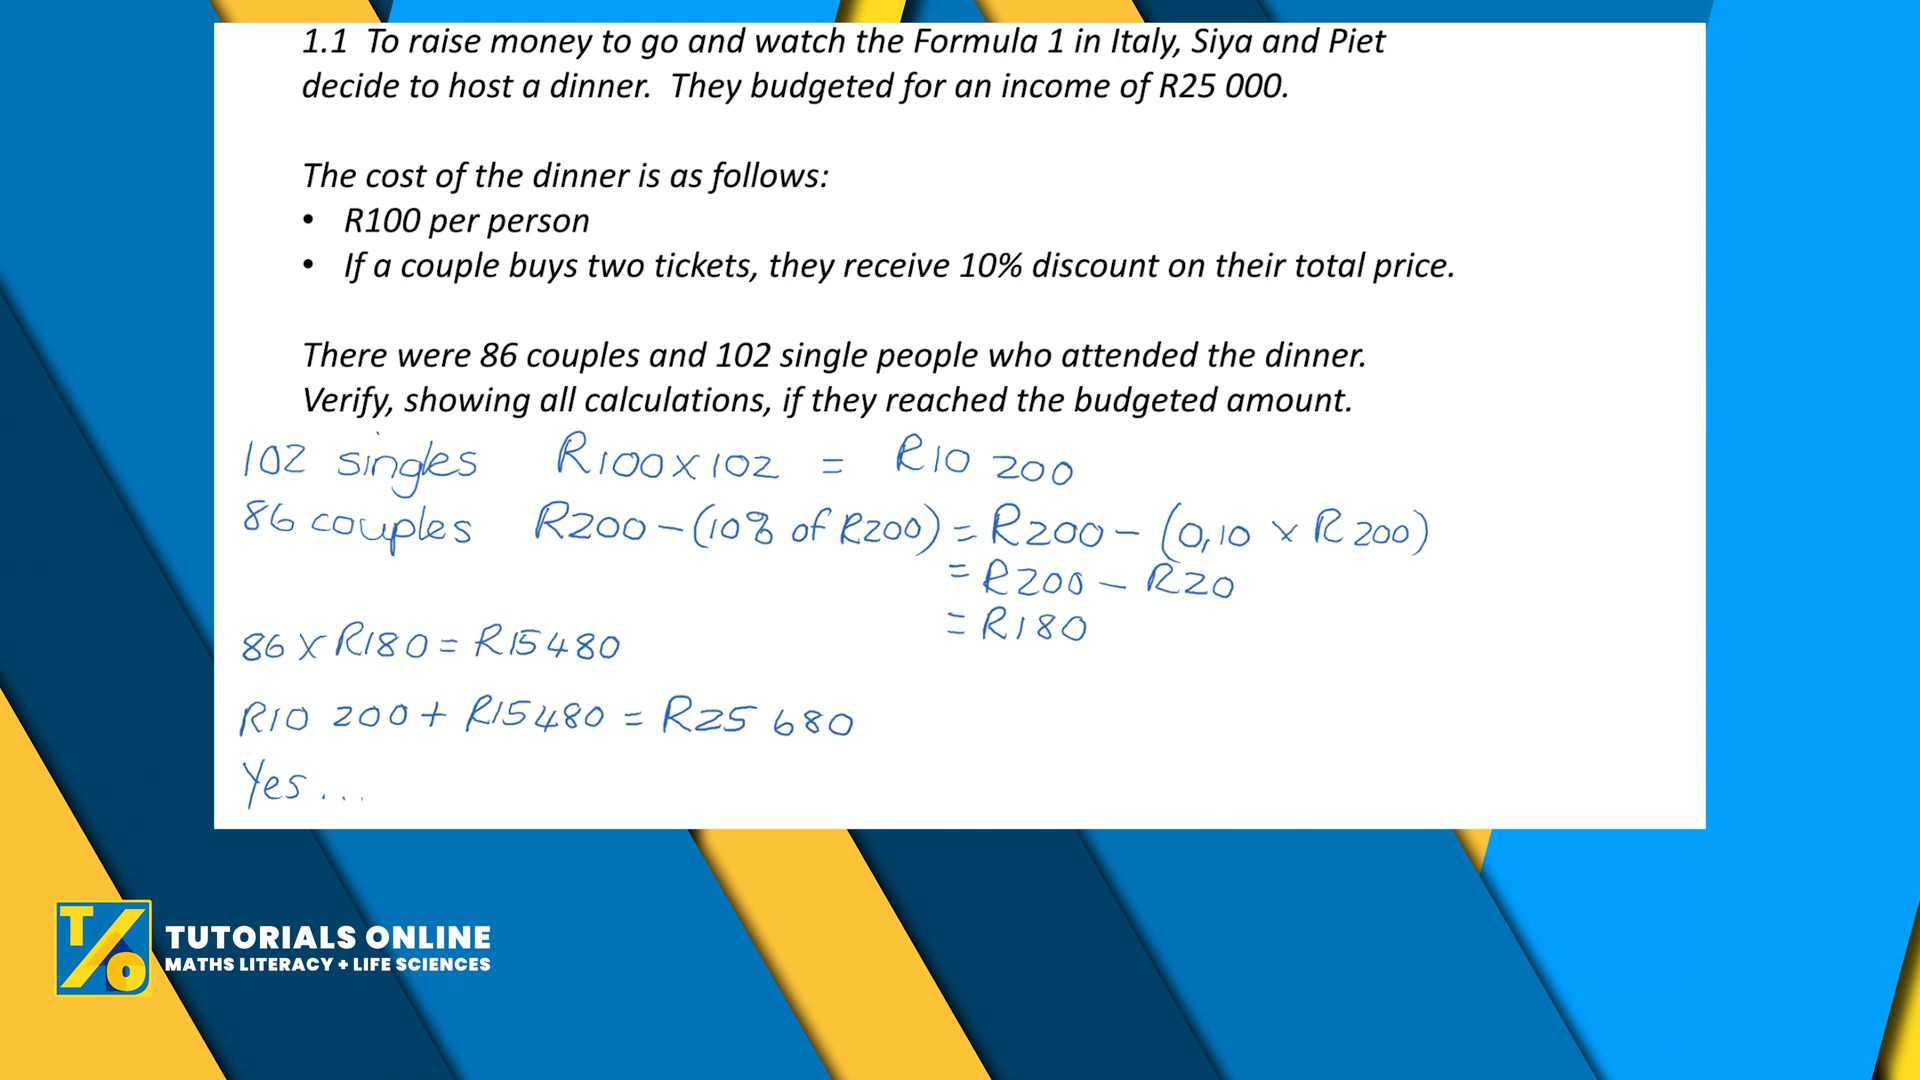 1.1 To raise money to go and watch the Formula 1 in Italy, Siya and Piet
decide to host a dinner. They budgeted for an income of R25 000.
The cost of the dinner is as follows:
• R100 per person
• If a couple buys two tickets, they receive 10% discount on their total price.
There were 86 couples and 102 single people who attended the dinner.
Verify, showing all calculations, if they reached the budgeted amount.
102 singles R100 x 102 = R10 200
86 couples R200 - (10% of R200) = R200 - (0,10 x R200)
= R200 - R20
= R180
86 x R180 = R15480
R10 200 + R15480 = R25 680
Yes...
T/O
TUTORIALS ONLINE
MATHS LITERACY + LIFE SCIENCES